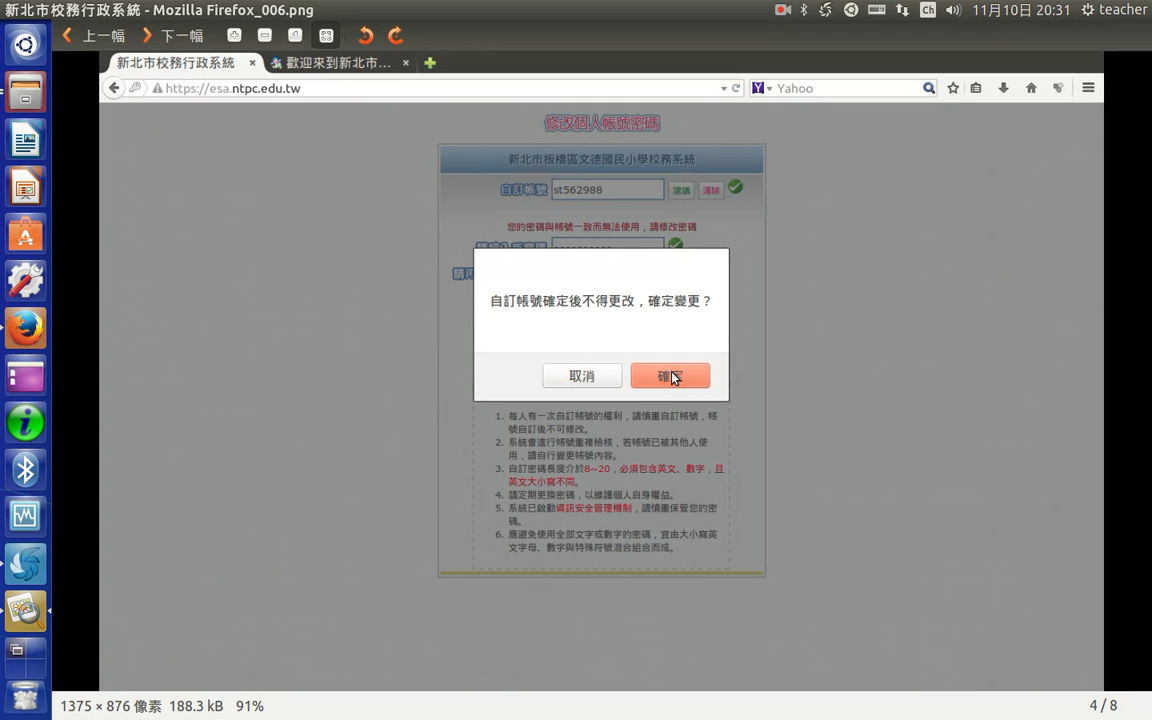 新北市校務行政系統 - Mozilla Firefox_006.png
Ch
11月10日 20:31
teacher
上一幅
下一幅
新北市校務行政系統
歡迎來到新北市...
https://esa.ntpc.edu.tw
Yahoo
修改個人帳號密碼
新北市板橋區文德國民小學校務系統
自訂帳號
st562988
建議
清除
您的密碼與帳號一致而無法使用，請修改密碼
自訂帳號確定後不得更改，確定變更？
取消
確定
1. 每人有一次自訂帳號的權利，請慎重自訂帳號，帳
號自訂後不可修改。
2. 系統會進行帳號重複檢核，若帳號已被其他人使
用，請自行變更帳號內容。
3. 自訂密碼長度介於8~20，必須包含英文、數字，且
英文大小寫不同。
4. 請定期更換密碼，以維護個人自身權益。
5. 系統已啟動資訊安全管理機制，請慎重保管您的密
碼。
6. 應避免使用全部文字或數字的密碼，宜由大小寫英
文字母、數字與特殊符號混合組合而成。
1375 × 876 像素
188.3 kB
91%
4 / 8